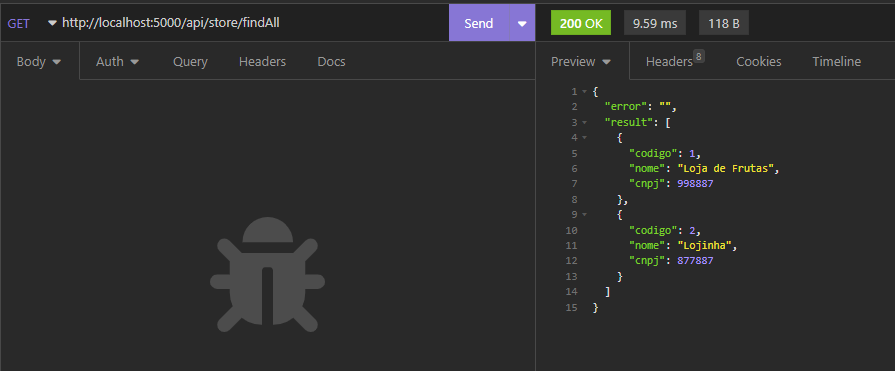 GET http://localhost:5000/api/store/findAll Send 200 OK 9.59 ms 118 B
Body Auth Query Headers Docs Preview Headers 8 Cookies Timeline
1 {
2 "error": "",
3 "result": [
4 {
5 "codigo": 1,
6 "nome": "Loja de Frutas",
7 "cnpj": 998887
8 },
9 {
10 "codigo": 2,
11 "nome": "Lojinha",
12 "cnpj": 877887
13 }
14 ]
15 }